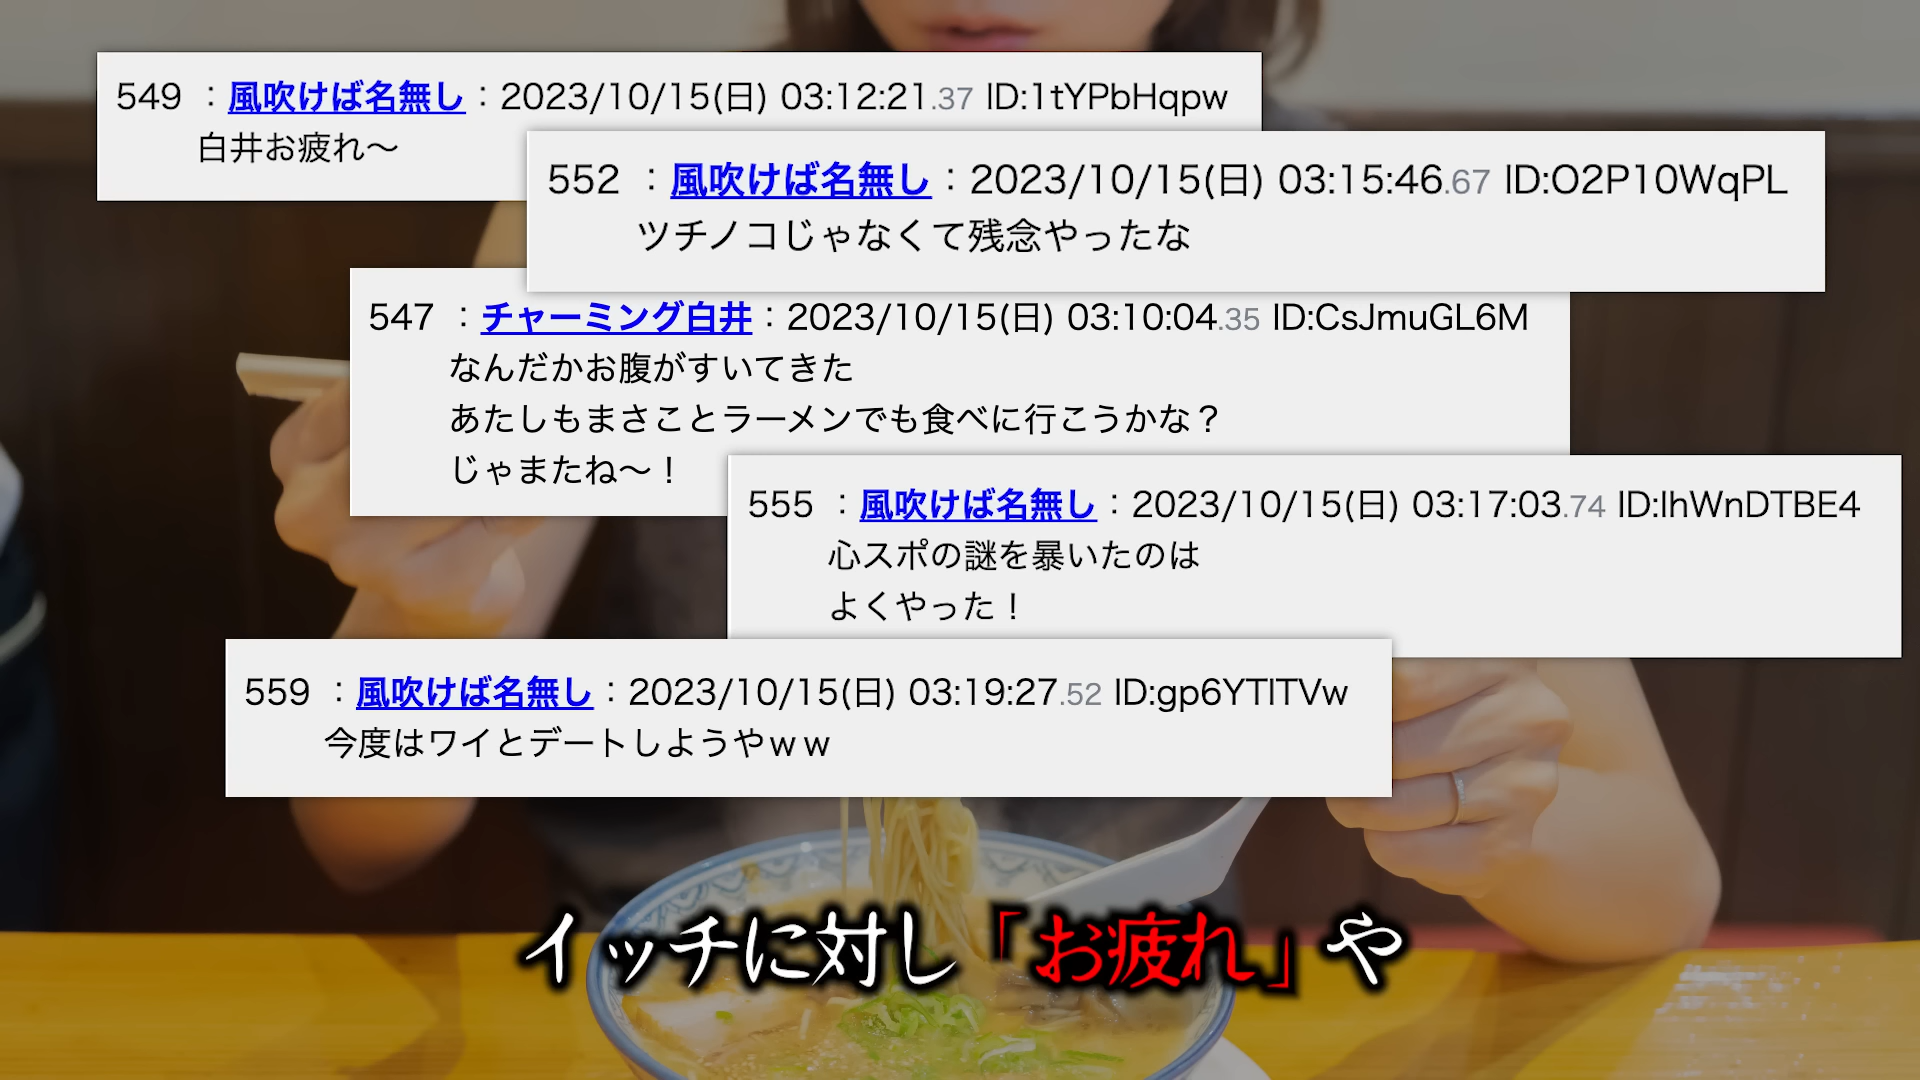 549 ：風吹けば名無し：2023/10/15(日) 03:12:21.37 ID:1tYPbHqpw
白井お疲れ〜
552 ：風吹けば名無し：2023/10/15(日) 03:15:46.67 ID:O2P10WqPL
ツチノコじゃなくて残念やったな
547 ：チャーミング白井：2023/10/15(日) 03:10:04.35 ID:CsJmuGL6M
なんだかお腹がすいてきた
あたしもまさことラーメンでも食べに行こうかな？
じゃまたね〜！
555 ：風吹けば名無し：2023/10/15(日) 03:17:03.74 ID:lhWnDTBE4
心スポの謎を暴いたのは
よくやった！
559 ：風吹けば名無し：2023/10/15(日) 03:19:27.52 ID:gp6YTlTVw
今度はワイとデートしようやｗｗ
イッチに対し「お疲れ」や